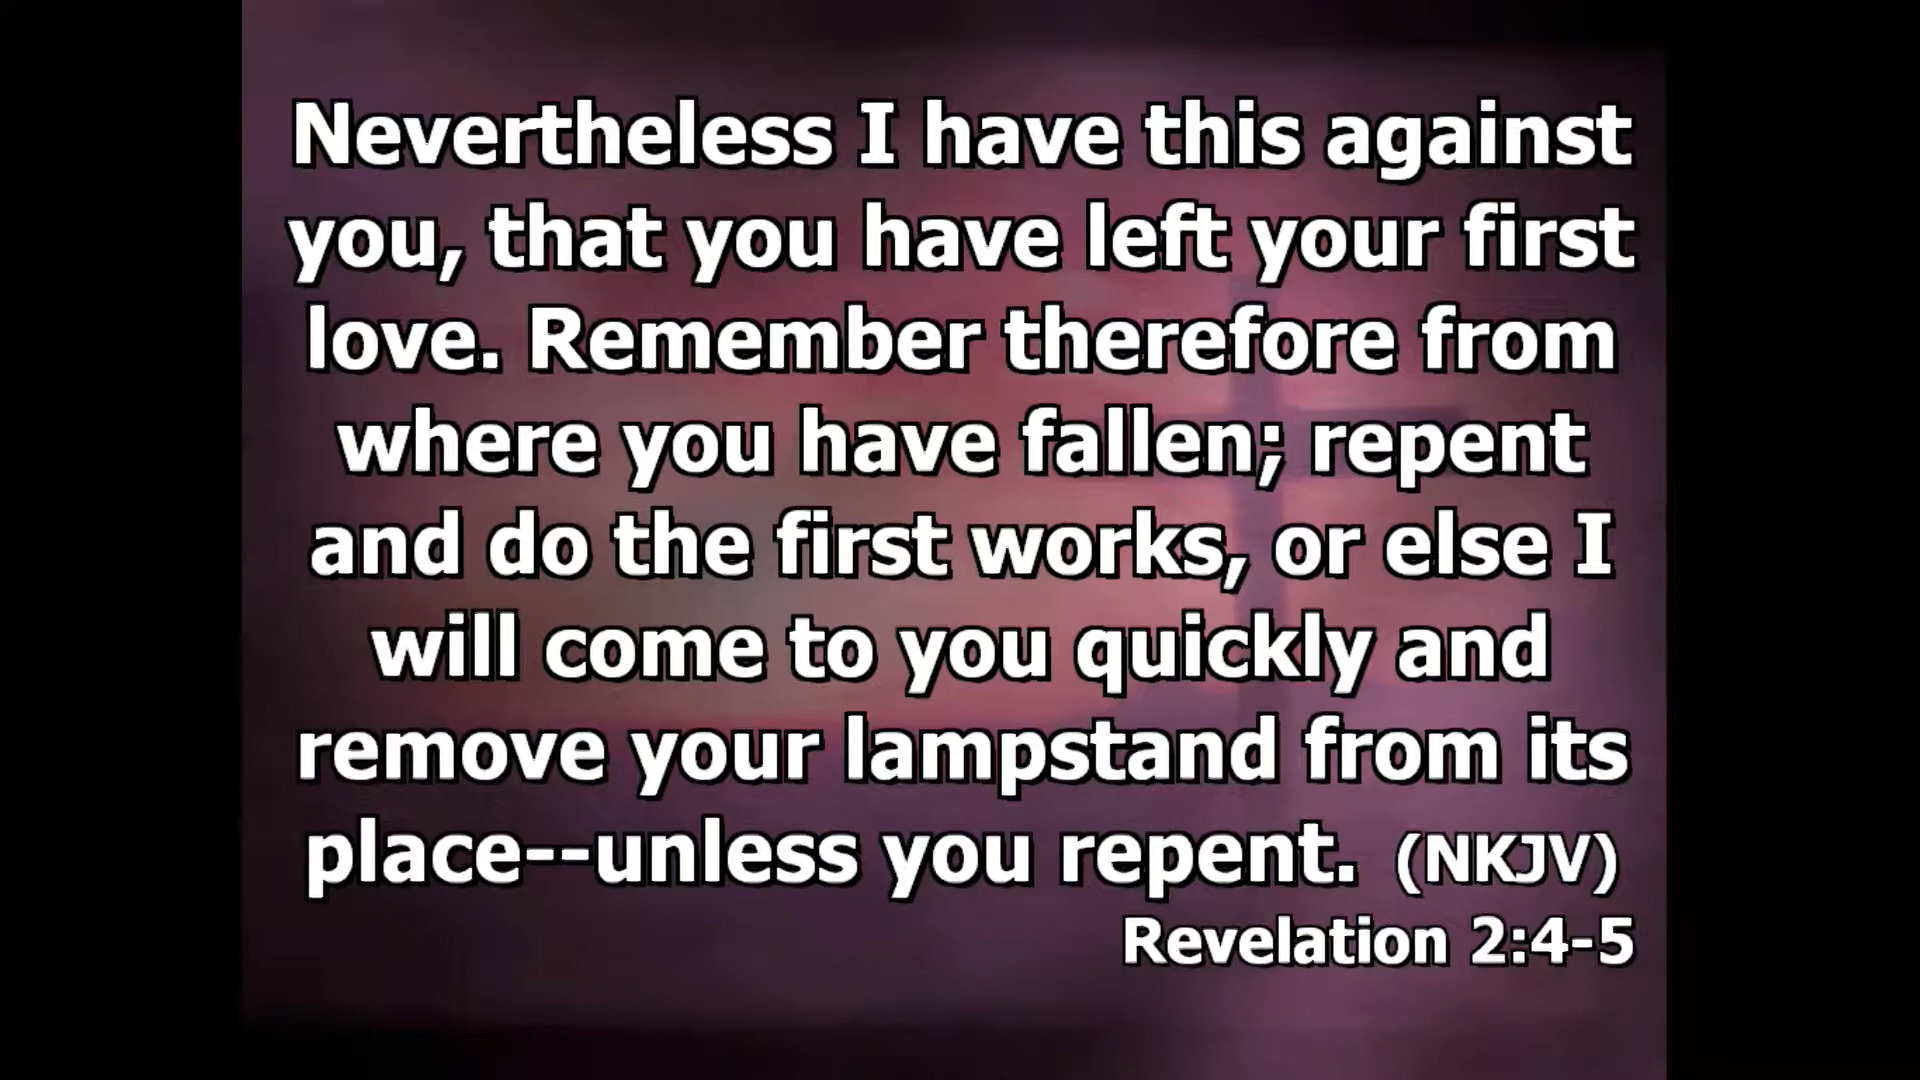 Nevertheless I have this against
you, that you have left your first
love. Remember therefore from
where you have fallen; repent
and do the first works, or else I
will come to you quickly and
remove your lampstand from its
place--unless you repent. (NKJV)
Revelation 2:4-5